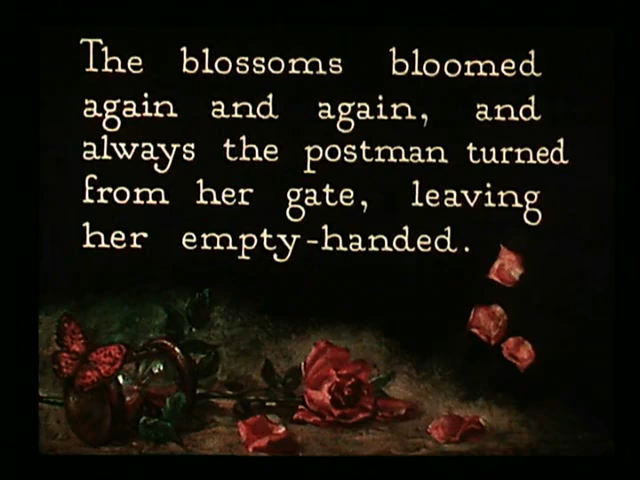 The blossoms bloomed
again and again, and
always the postman turned
from her gate, leaving
her empty-handed.